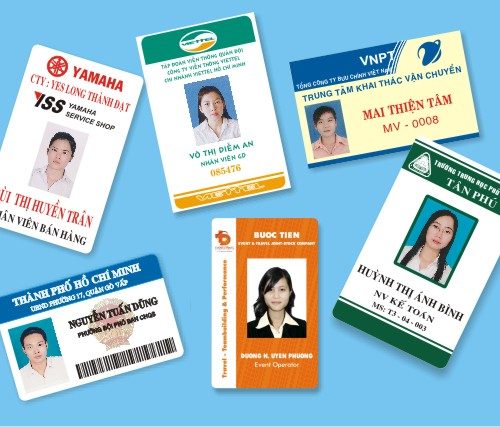 YAMAHA
CTY : YES LONG THÀNH ĐẠT
YSS YAMAHA
SERVICE SHOP
ÙI THỊ HUYỀN TRÂN
HÂN VIÊN BÁN HÀNG
VIETTEL
TẬP ĐOÀN VIỄN THÔNG QUÂN ĐỘI
CÔNG TY VIỄN THÔNG VIETTEL
CHI NHÁNH VIETTEL HỒ CHÍ MINH
VÕ THỊ DIỄM AN
NHÂN VIÊN GD
085476
VIETTEL
VNPT
TỔNG CÔNG TY BƯU CHÍNH VIỆT NAM
TRUNG TÂM KHAI THÁC VẬN CHUYỂN
MAI THIỆN TÂM
MV - 0008
TRƯỜNG TRUNG HỌC PHỔ
TÂN PHÚ
HUỲNH THỊ ÁNH BÌNH
NV KẾ TOÁN
MS: T3 - 04 - 003
THÀNH PHỐ HỒ CHÍ MINH
UBND PHƯỜNG 17, QUẬN GÒ VẤP
NGUYỄN TUẤN DŨNG
PHƯỜNG ĐỘI PHÓ BAN CHQS
BUOC TIEN
EVENT & TRAVEL JOINT-STOCK COMPANY
Travel - Teambuilding & Performance
DUONG H. UYEN PHUONG
Event Operator